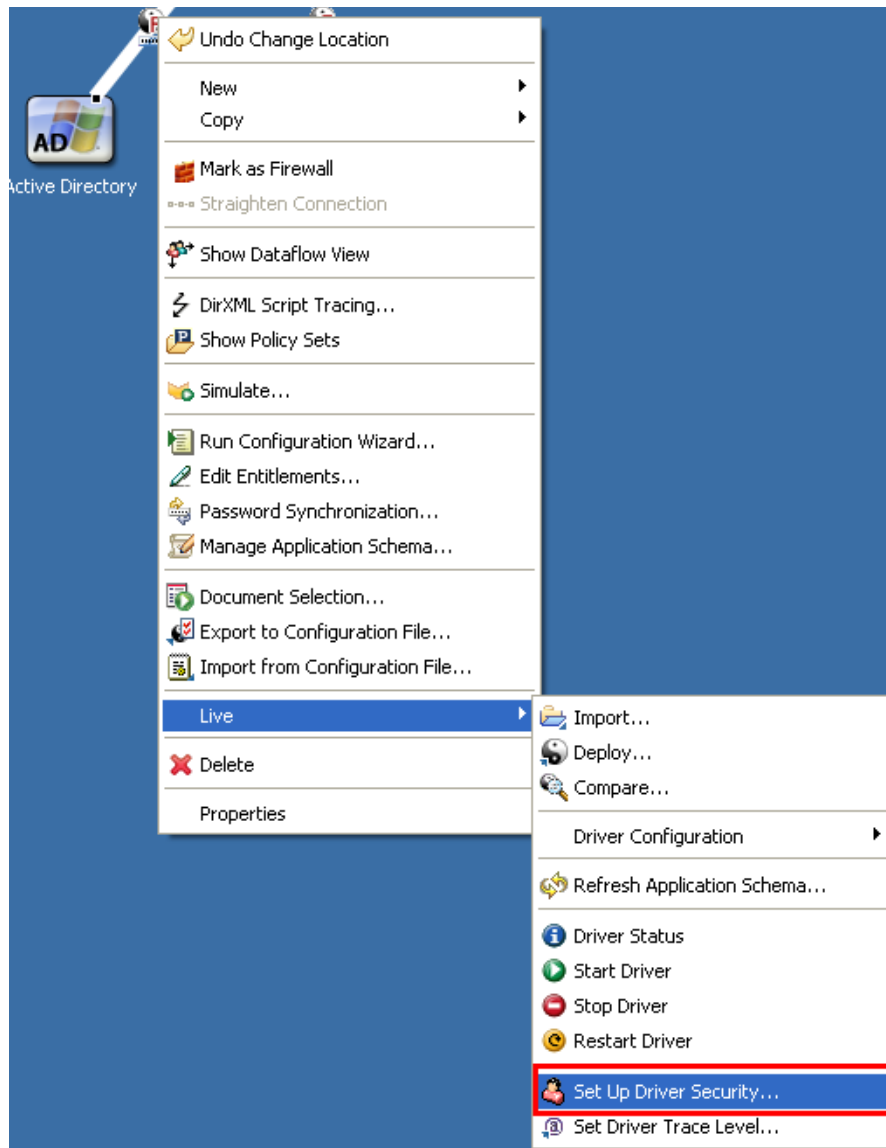 Undo Change Location
New
Copy
AD
Mark as Firewall
Active Directory
Straighten Connection
Show Dataflow View
DirXML Script Tracing...
Show Policy Sets
Simulate...
Run Configuration Wizard...
Edit Entitlements...
Password Synchronization...
Manage Application Schema...
Document Selection...
Export to Configuration File...
Import from Configuration File...
Live
Delete
Properties
Import...
Deploy...
Compare...
Driver Configuration
Refresh Application Schema...
Driver Status
Start Driver
Stop Driver
Restart Driver
Set Up Driver Security...
Set Driver Trace Level...